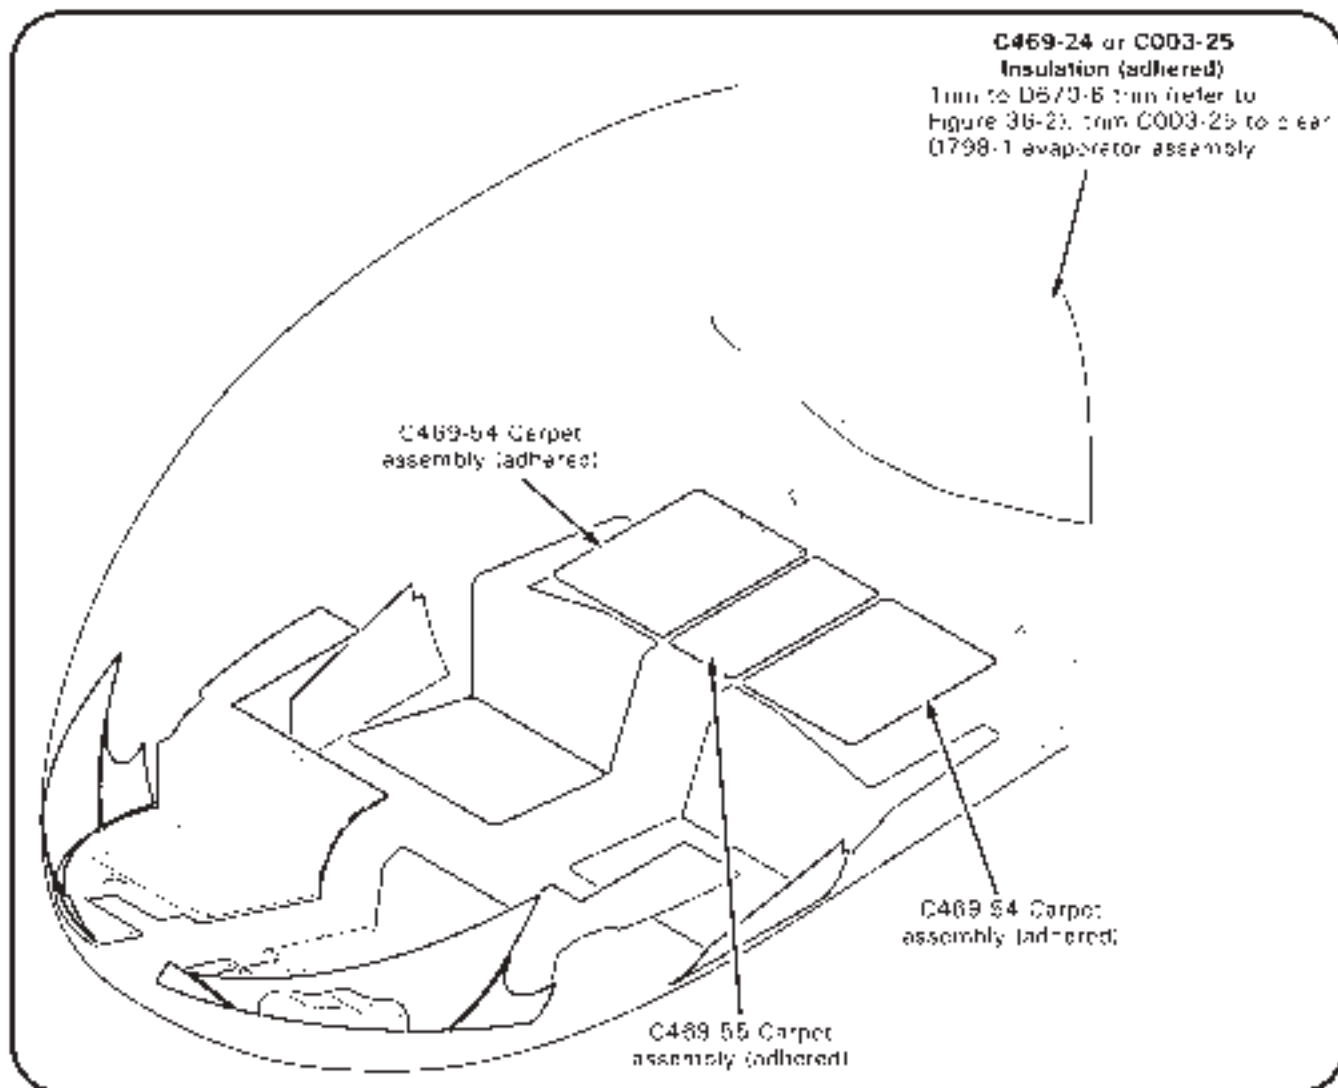 C469-24 or C003-25
Insulation (adhered)
Trim to D673-6 trim (refer to
Figure 36-2), trim C003-25 to clear
D798-1 evaporator assembly
C469-54 Carpet
assembly (adhered)
C469-54 Carpet
assembly (adhered)
C469-55 Carpet
assembly (adhered)